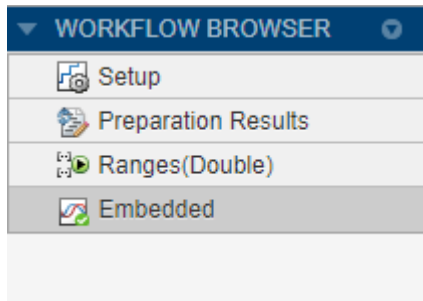 WORKFLOW BROWSER
Setup
Preparation Results
Ranges(Double)
Embedded